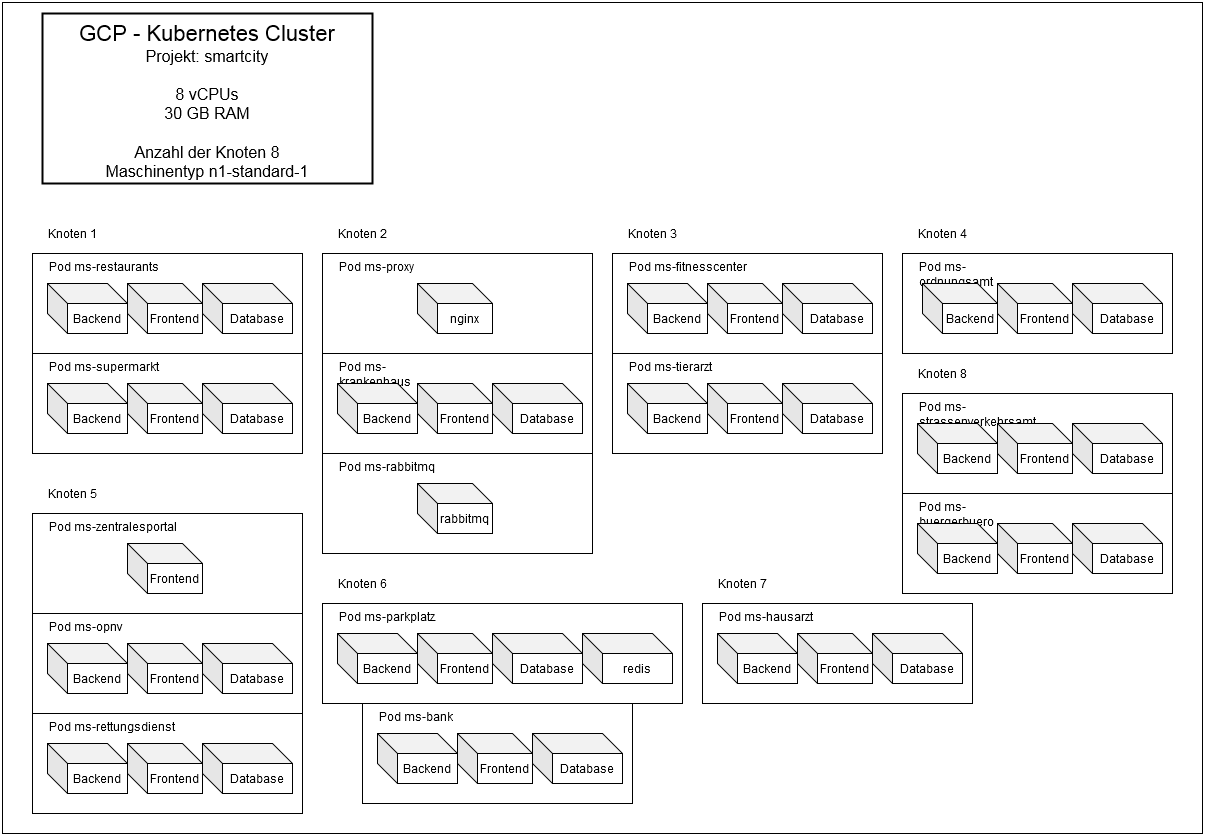 GCP - Kubernetes Cluster
Projekt: smartcity
8 vCPUs
30 GB RAM
Anzahl der Knoten 8
Maschinentyp n1-standard-1
Knoten 1
Pod ms-restaurants
Backend
Frontend
Database
Pod ms-supermarkt
Backend
Frontend
Database
Knoten 2
Pod ms-proxy
nginx
Pod ms-
krankenhaus
Backend
Frontend
Database
Pod ms-rabbitmq
rabbitmq
Knoten 3
Pod ms-fitnesscenter
Backend
Frontend
Database
Pod ms-tierarzt
Backend
Frontend
Database
Knoten 4
Pod ms-
ordnungsamt
Backend
Frontend
Database
Knoten 8
Pod ms-
strassenverkehrsamt
Backend
Frontend
Database
Pod ms-
buergerbuero
Backend
Frontend
Database
Knoten 5
Pod ms-zentralesportal
Frontend
Pod ms-opnv
Backend
Frontend
Database
Pod ms-rettungsdienst
Backend
Frontend
Database
Knoten 6
Pod ms-parkplatz
Backend
Frontend
Database
redis
Pod ms-bank
Backend
Frontend
Database
Knoten 7
Pod ms-hausarzt
Backend
Frontend
Database